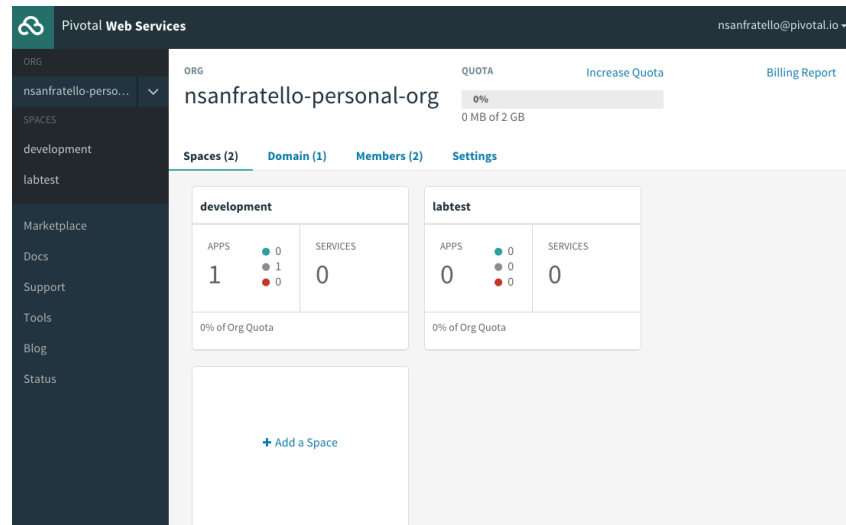 Pivotal Web Services
nsanfratello@pivotal.io
ORG
nsanfratello-perso...
SPACES
development
labtest
Marketplace
Docs
Support
Tools
Blog
Status
ORG
nsanfratello-personal-org
QUOTA
Increase Quota
0%
0 MB of 2 GB
Billing Report
Spaces (2) Domain (1) Members (2) Settings
development
APPS
1
0
1
0
SERVICES
0
0% of Org Quota
labtest
APPS
0
0
0
0
SERVICES
0
0% of Org Quota
+ Add a Space